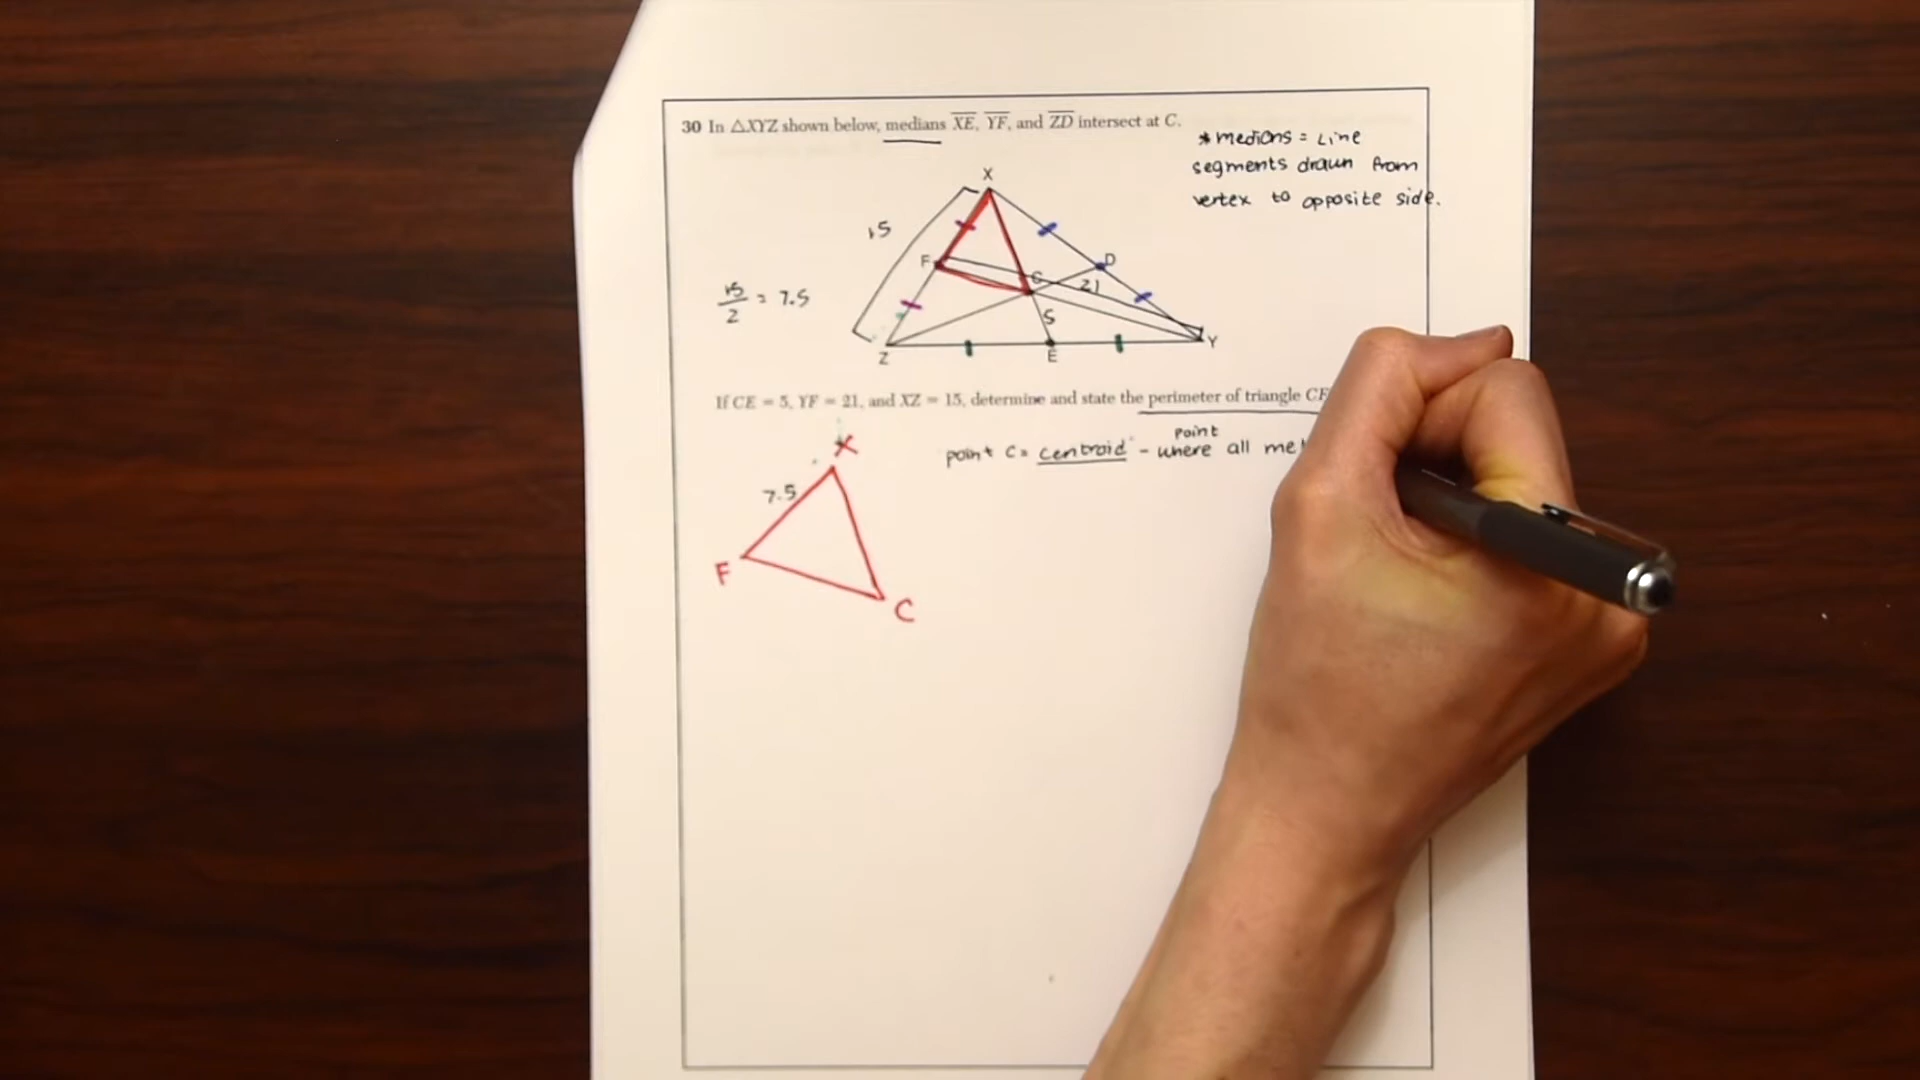 30 In △XYZ shown below, medians XE, YF, and ZD intersect at C.
* medians = Line
segments drawn from
vertex to opposite side.
X
15
F
D
C
21
15/2 = 7.5
5
Z
E
Y
If CE = 5, YF = 21, and XZ = 15, determine and state the perimeter of triangle
X
point
point C = centroid - where all
7.5
F
C